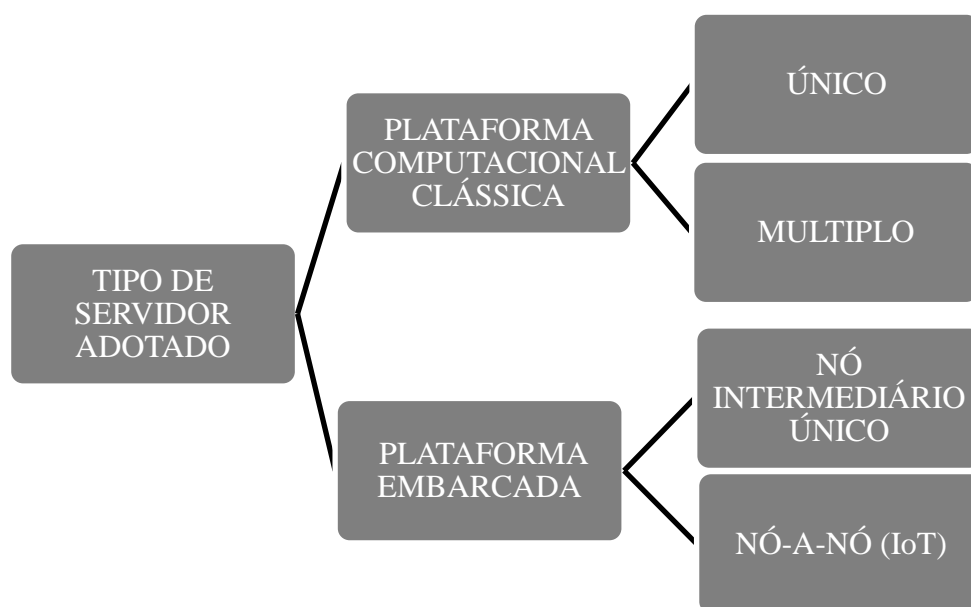 TIPO DE
SERVIDOR
ADOTADO
PLATAFORMA
COMPUTACIONAL
CLÁSSICA
ÚNICO
MULTIPLO
PLATAFORMA
EMBARCADA
NÓ
INTERMEDIÁRIO
ÚNICO
NÓ-A-NÓ (IoT)